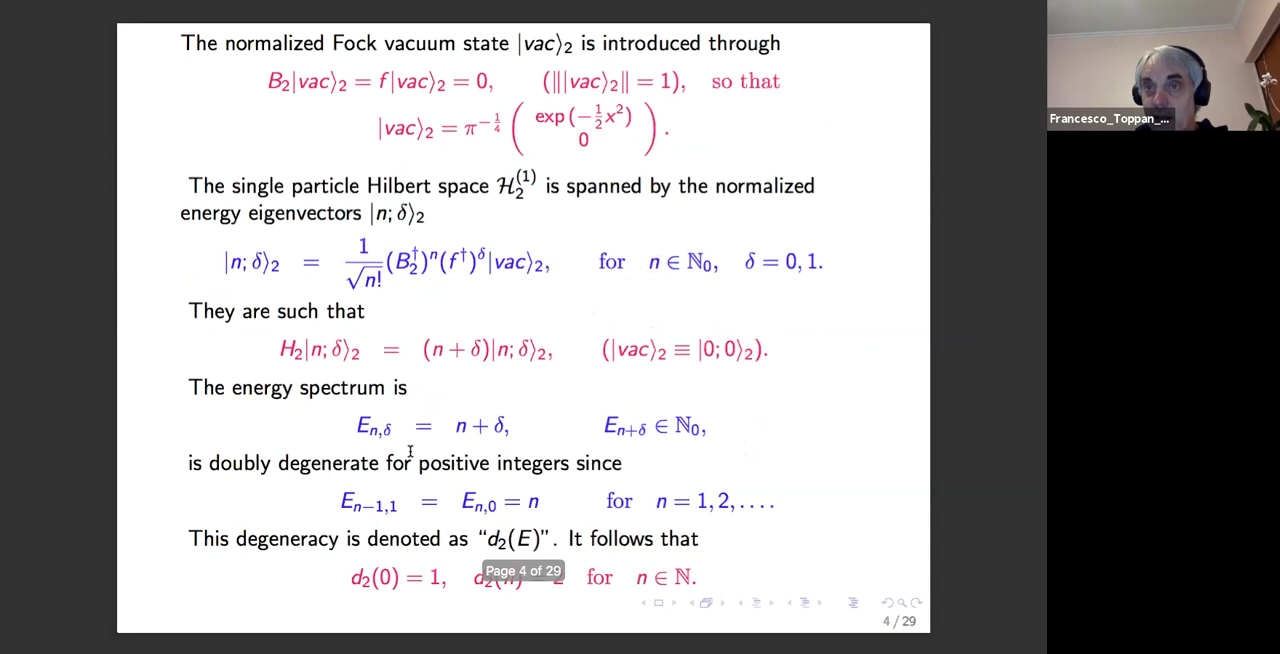 The normalized Fock vacuum state |vac⟩₂ is introduced through
B₂|vac⟩₂ = f|vac⟩₂ = 0, (|||vac⟩₂|| = 1), so that
|vac⟩₂ = π^{−1/4} ( exp(−½x²) 0 ) .
The single particle Hilbert space ℋ₂⁽¹⁾ is spanned by the normalized
energy eigenvectors |n; δ⟩₂
|n; δ⟩₂ = 1/√n! (B₂†)ⁿ(f†)^δ|vac⟩₂, for n ∈ ℕ₀, δ = 0, 1.
They are such that
H₂|n; δ⟩₂ = (n + δ)|n; δ⟩₂, (|vac⟩₂ ≡ |0; 0⟩₂).
The energy spectrum is
E_{n,δ} = n + δ, E_{n+δ} ∈ ℕ₀,
is doubly degenerate for positive integers since
E_{n−1,1} = E_{n,0} = n for n = 1, 2, . . . .
This degeneracy is denoted as “d₂(E)”. It follows that
d₂(0) = 1, for n ∈ ℕ.
Page 4 of 29
4 / 29
Francesco_Toppan_...